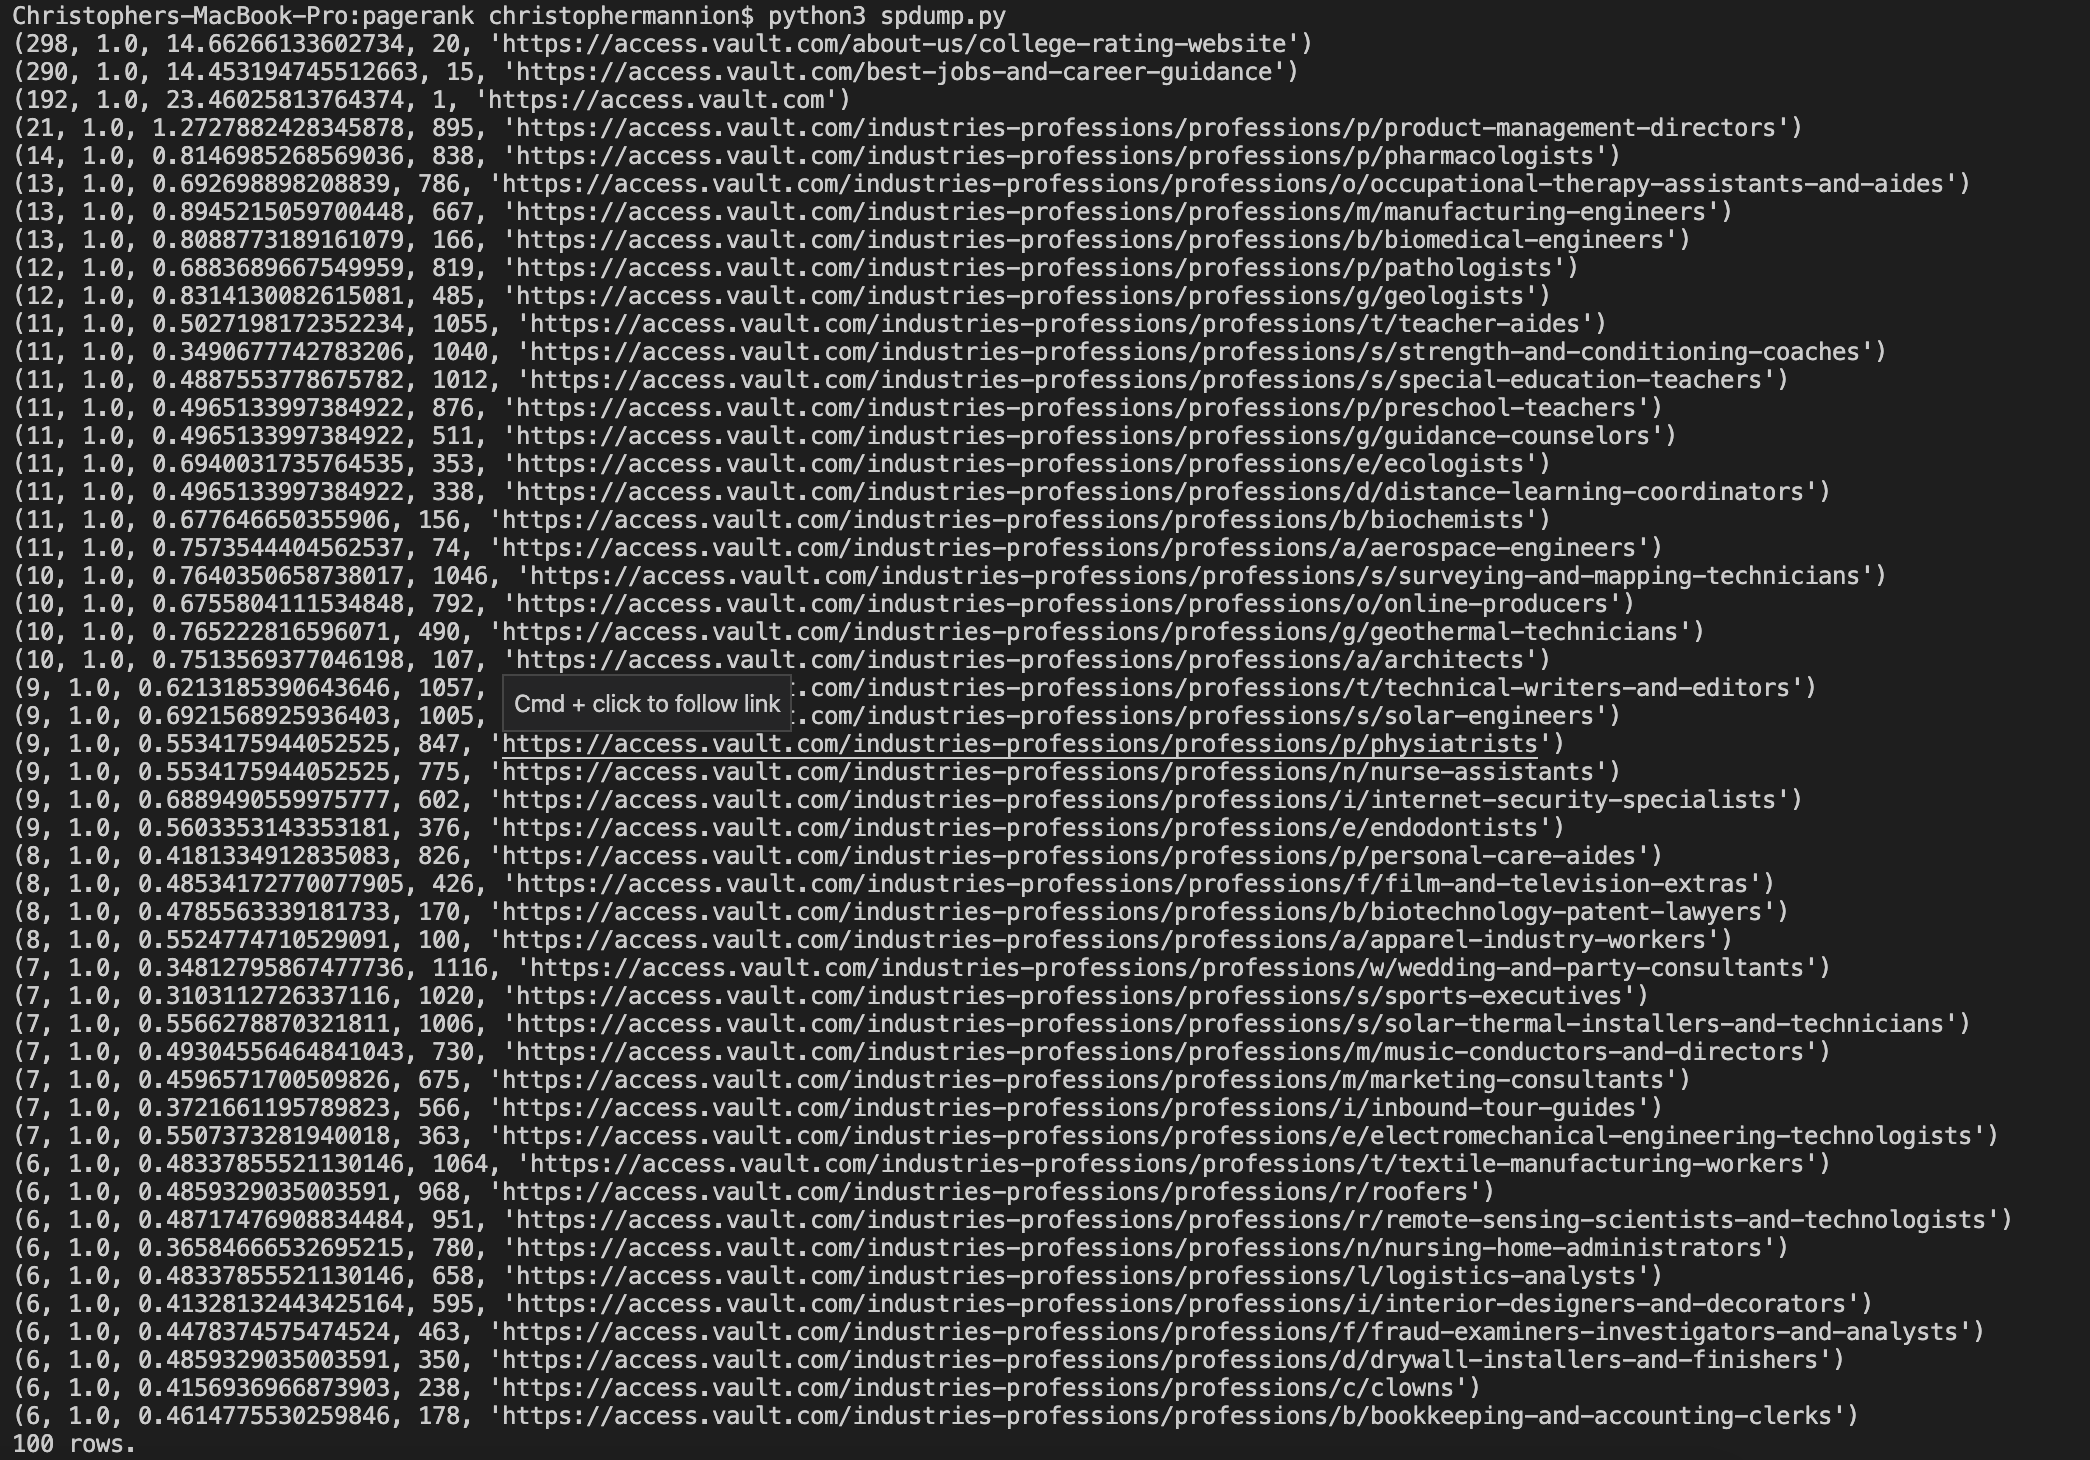 Christophers-MacBook-Pro:pagerank christophermannion$ python3 spdump.py
(298, 1.0, 14.66266133602734, 20, 'https://access.vault.com/about-us/college-rating-website')
(290, 1.0, 14.453194745512663, 15, 'https://access.vault.com/best-jobs-and-career-guidance')
(192, 1.0, 23.46025813764374, 1, 'https://access.vault.com')
(21, 1.0, 1.2727882428345878, 895, 'https://access.vault.com/industries-professions/professions/p/product-management-directors')
(14, 1.0, 0.8146985268569036, 838, 'https://access.vault.com/industries-professions/professions/p/pharmacologists')
(13, 1.0, 0.692698898208839, 786, 'https://access.vault.com/industries-professions/professions/o/occupational-therapy-assistants-and-aides')
(13, 1.0, 0.8945215059700448, 667, 'https://access.vault.com/industries-professions/professions/m/manufacturing-engineers')
(13, 1.0, 0.8088773189161079, 166, 'https://access.vault.com/industries-professions/professions/b/biomedical-engineers')
(12, 1.0, 0.6883689667549959, 819, 'https://access.vault.com/industries-professions/professions/p/pathologists')
(12, 1.0, 0.8314130082615081, 485, 'https://access.vault.com/industries-professions/professions/g/geologists')
(11, 1.0, 0.5027198172352234, 1055, 'https://access.vault.com/industries-professions/professions/t/teacher-aides')
(11, 1.0, 0.3490677742783206, 1040, 'https://access.vault.com/industries-professions/professions/s/strength-and-conditioning-coaches')
(11, 1.0, 0.4887553778675782, 1012, 'https://access.vault.com/industries-professions/professions/s/special-education-teachers')
(11, 1.0, 0.4965133997384922, 876, 'https://access.vault.com/industries-professions/professions/p/preschool-teachers')
(11, 1.0, 0.4965133997384922, 511, 'https://access.vault.com/industries-professions/professions/g/guidance-counselors')
(11, 1.0, 0.6940031735764535, 353, 'https://access.vault.com/industries-professions/professions/e/ecologists')
(11, 1.0, 0.4965133997384922, 338, 'https://access.vault.com/industries-professions/professions/d/distance-learning-coordinators')
(11, 1.0, 0.677646650355906, 156, 'https://access.vault.com/industries-professions/professions/b/biochemists')
(11, 1.0, 0.7573544404562537, 74, 'https://access.vault.com/industries-professions/professions/a/aerospace-engineers')
(10, 1.0, 0.7640350658738017, 1046, 'https://access.vault.com/industries-professions/professions/s/surveying-and-mapping-technicians')
(10, 1.0, 0.6755804111534848, 792, 'https://access.vault.com/industries-professions/professions/o/online-producers')
(10, 1.0, 0.765222816596071, 490, 'https://access.vault.com/industries-professions/professions/g/geothermal-technicians')
(10, 1.0, 0.7513569377046198, 107, 'https://access.vault.com/industries-professions/professions/a/architects')
(9, 1.0, 0.6213185390643646, 1057, t.com/industries-professions/professions/t/technical-writers-and-editors')
Cmd + click to follow link
(9, 1.0, 0.6921568925936403, 1005, t.com/industries-professions/professions/s/solar-engineers')
(9, 1.0, 0.5534175944052525, 847, 'https://access.vault.com/industries-professions/professions/p/physiatrists')
(9, 1.0, 0.5534175944052525, 775, 'https://access.vault.com/industries-professions/professions/n/nurse-assistants')
(9, 1.0, 0.6889490559975777, 602, 'https://access.vault.com/industries-professions/professions/i/internet-security-specialists')
(9, 1.0, 0.5603353143353181, 376, 'https://access.vault.com/industries-professions/professions/e/endodontists')
(8, 1.0, 0.4181334912835083, 826, 'https://access.vault.com/industries-professions/professions/p/personal-care-aides')
(8, 1.0, 0.48534172770077905, 426, 'https://access.vault.com/industries-professions/professions/f/film-and-television-extras')
(8, 1.0, 0.4785563339181733, 170, 'https://access.vault.com/industries-professions/professions/b/biotechnology-patent-lawyers')
(8, 1.0, 0.5524774710529091, 100, 'https://access.vault.com/industries-professions/professions/a/apparel-industry-workers')
(7, 1.0, 0.34812795867477736, 1116, 'https://access.vault.com/industries-professions/professions/w/wedding-and-party-consultants')
(7, 1.0, 0.3103112726337116, 1020, 'https://access.vault.com/industries-professions/professions/s/sports-executives')
(7, 1.0, 0.5566278870321811, 1006, 'https://access.vault.com/industries-professions/professions/s/solar-thermal-installers-and-technicians')
(7, 1.0, 0.49304556464841043, 730, 'https://access.vault.com/industries-professions/professions/m/music-conductors-and-directors')
(7, 1.0, 0.4596571700509826, 675, 'https://access.vault.com/industries-professions/professions/m/marketing-consultants')
(7, 1.0, 0.3721661195789823, 566, 'https://access.vault.com/industries-professions/professions/i/inbound-tour-guides')
(7, 1.0, 0.5507373281940018, 363, 'https://access.vault.com/industries-professions/professions/e/electromechanical-engineering-technologists')
(6, 1.0, 0.48337855521130146, 1064, 'https://access.vault.com/industries-professions/professions/t/textile-manufacturing-workers')
(6, 1.0, 0.4859329035003591, 968, 'https://access.vault.com/industries-professions/professions/r/roofers')
(6, 1.0, 0.48717476908834484, 951, 'https://access.vault.com/industries-professions/professions/r/remote-sensing-scientists-and-technologists')
(6, 1.0, 0.36584666532695215, 780, 'https://access.vault.com/industries-professions/professions/n/nursing-home-administrators')
(6, 1.0, 0.48337855521130146, 658, 'https://access.vault.com/industries-professions/professions/l/logistics-analysts')
(6, 1.0, 0.41328132443425164, 595, 'https://access.vault.com/industries-professions/professions/i/interior-designers-and-decorators')
(6, 1.0, 0.4478374575474524, 463, 'https://access.vault.com/industries-professions/professions/f/fraud-examiners-investigators-and-analysts')
(6, 1.0, 0.4859329035003591, 350, 'https://access.vault.com/industries-professions/professions/d/drywall-installers-and-finishers')
(6, 1.0, 0.4156936966873903, 238, 'https://access.vault.com/industries-professions/professions/c/clowns')
(6, 1.0, 0.4614775530259846, 178, 'https://access.vault.com/industries-professions/professions/b/bookkeeping-and-accounting-clerks')
100 rows.